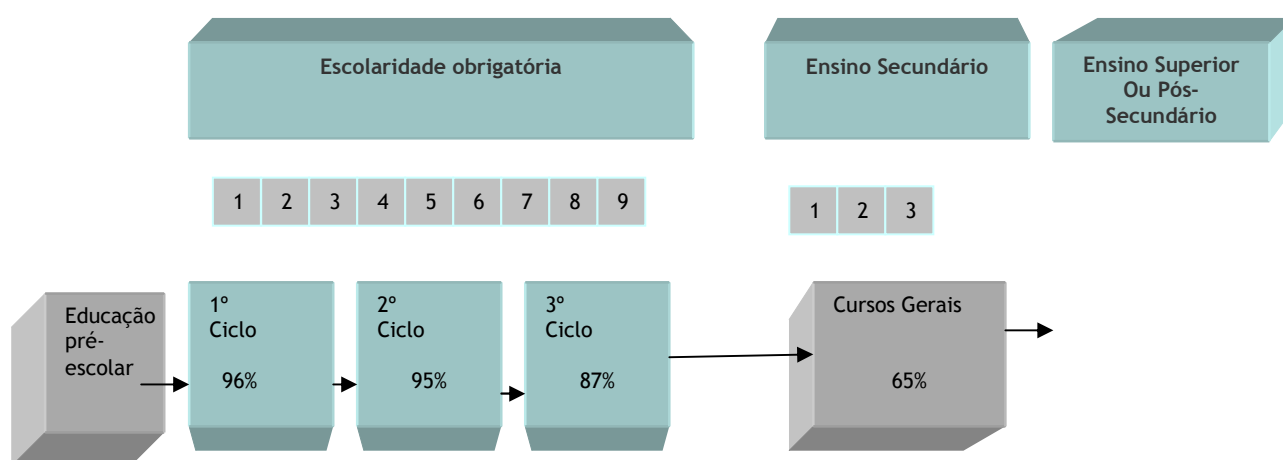 Escolaridade obrigatória
Ensino Secundário
Ensino Superior
Ou Pós-
Secundário
1 2 3 4 5 6 7 8 9
1 2 3
Educação
pré-
escolar
1º
Ciclo
96%
2º
Ciclo
95%
3º
Ciclo
87%
Cursos Gerais
65%